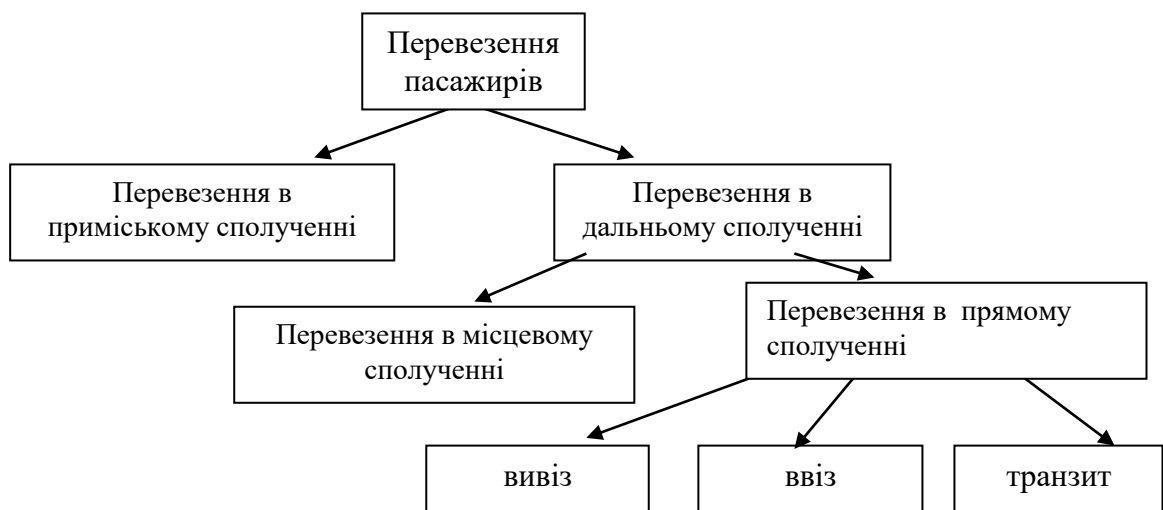 Перевезення
пасажирів
Перевезення в
приміському сполученні
Перевезення в
дальньому сполученні
Перевезення в місцевому
сполученні
Перевезення в прямому
сполученні
вивіз
ввіз
транзит